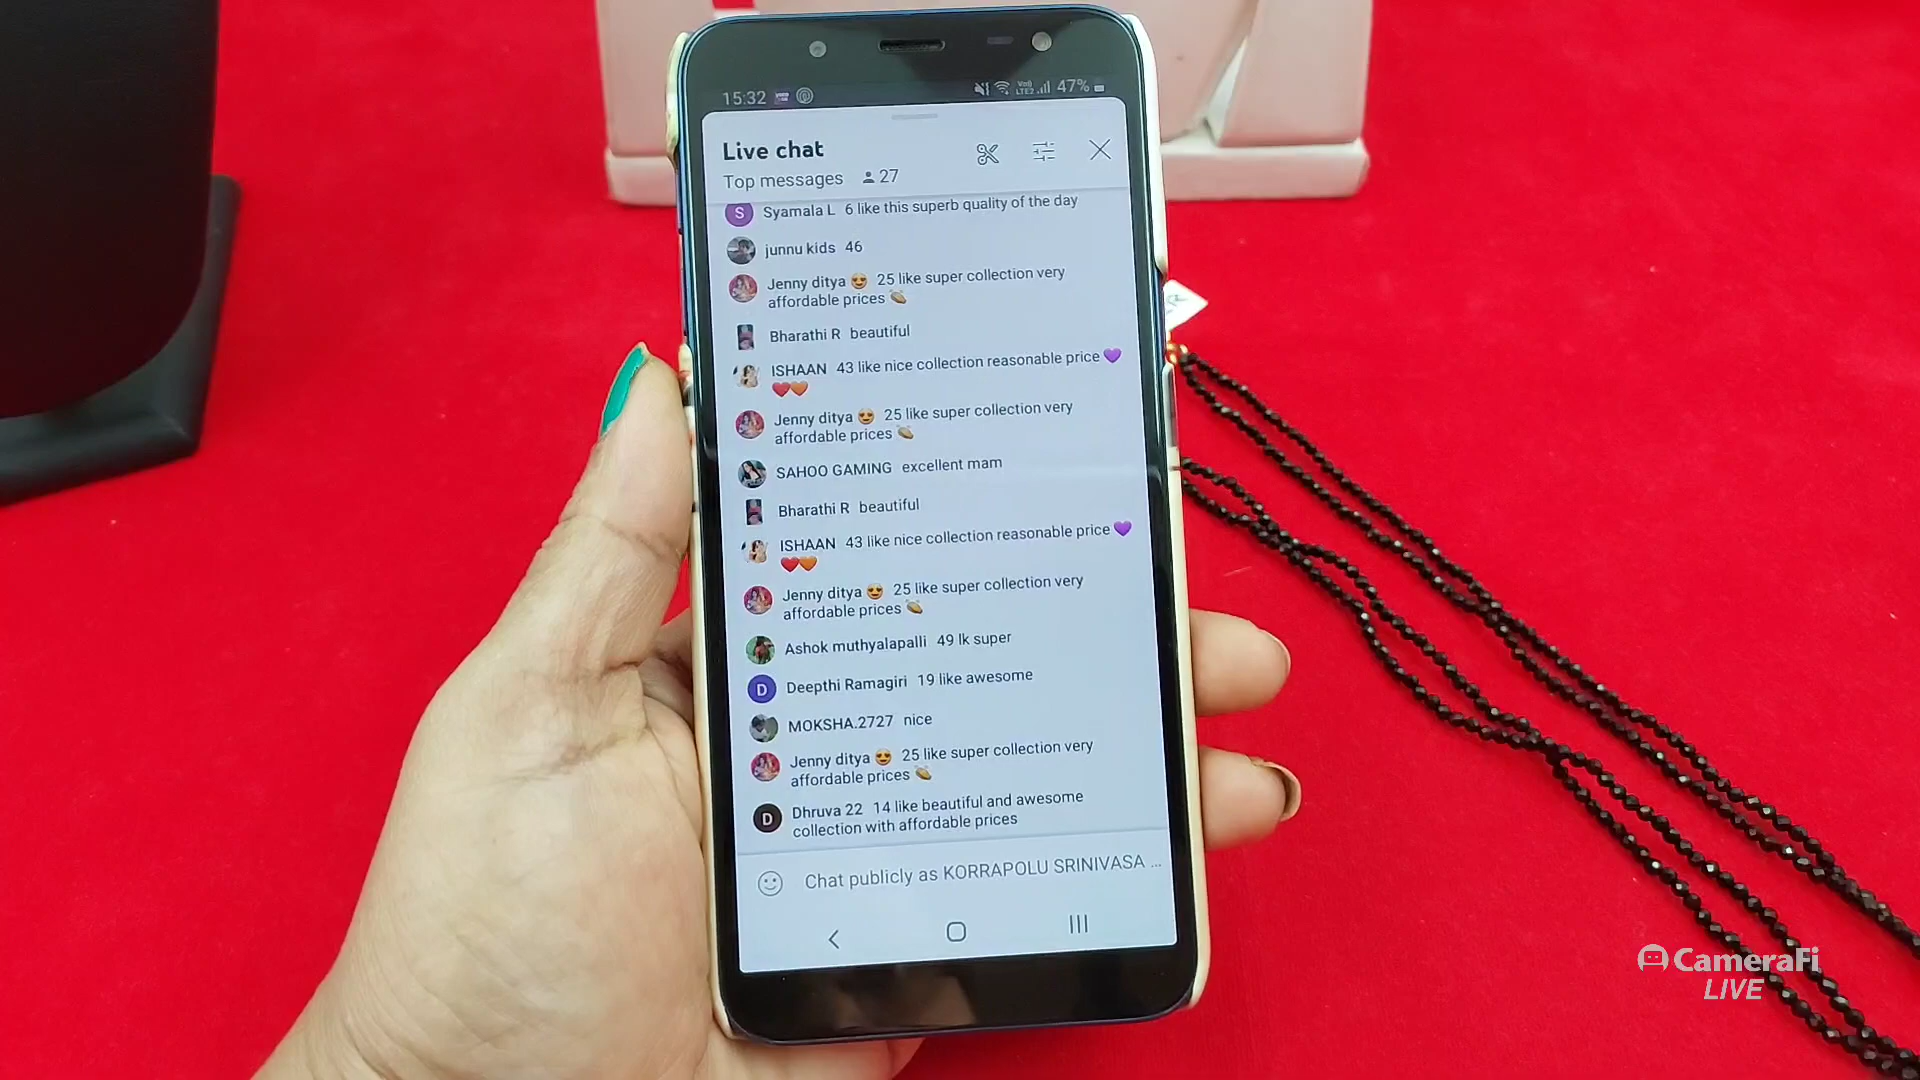 15:32 LTE2 47%
Live chat
Top messages 27
S Syamala L 6 like this superb quality of the day
junnu kids 46
Jenny ditya 😍 25 like super collection very
affordable prices 👏
Bharathi R beautiful
ISHAAN 43 like nice collection reasonable price 💜
❤️🧡
Jenny ditya 😍 25 like super collection very
affordable prices 👏
SAHOO GAMING excellent mam
Bharathi R beautiful
ISHAAN 43 like nice collection reasonable price 💜
❤️🧡
Jenny ditya 😍 25 like super collection very
affordable prices 👏
Ashok muthyalapalli 49 lk super
D Deepthi Ramagiri 19 like awesome
MOKSHA.2727 nice
Jenny ditya 😍 25 like super collection very
affordable prices 👏
D Dhruva 22 14 like beautiful and awesome
collection with affordable prices
Chat publicly as KORRAPOLU SRINIVASA ...
CameraFi
LIVE